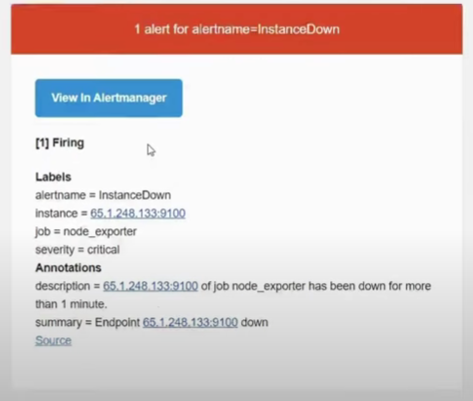 1 alert for alertname=InstanceDown
View In Alertmanager
[1] Firing
Labels
alertname = InstanceDown
instance = 65.1.248.133:9100
job = node_exporter
severity = critical
Annotations
description = 65.1.248.133:9100 of job node_exporter has been down for more
than 1 minute.
summary = Endpoint 65.1.248.133:9100 down
Source